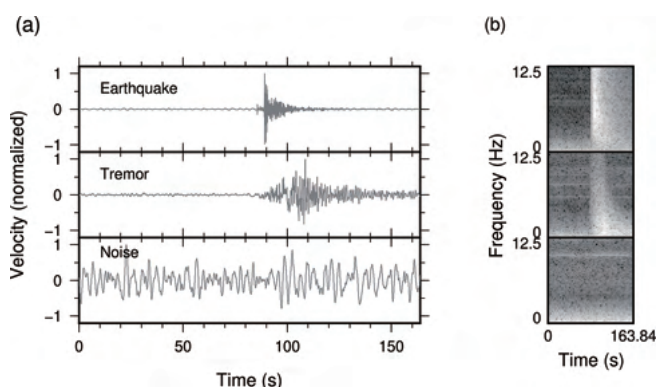 (a)
Velocity (normalized)
1
0
−1
Earthquake
1
0
−1
Tremor
1
0
−1
Noise
0 50 100 150
Time (s)
(b)
Frequency (Hz)
12.5
0
12.5
0
12.5
0
0 163.84
Time (s)